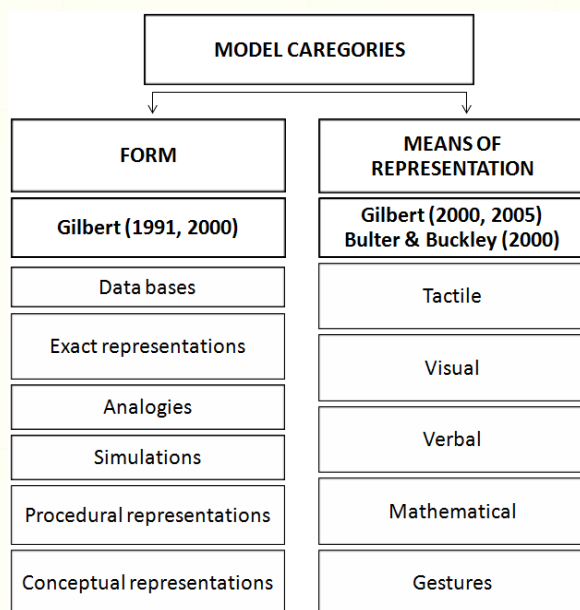 MODEL CAREGORIES
FORM
Gilbert (1991, 2000)
Data bases
Exact representations
Analogies
Simulations
Procedural representations
Conceptual representations
MEANS OF
REPRESENTATION
Gilbert (2000, 2005)
Bulter & Buckley (2000)
Tactile
Visual
Verbal
Mathematical
Gestures